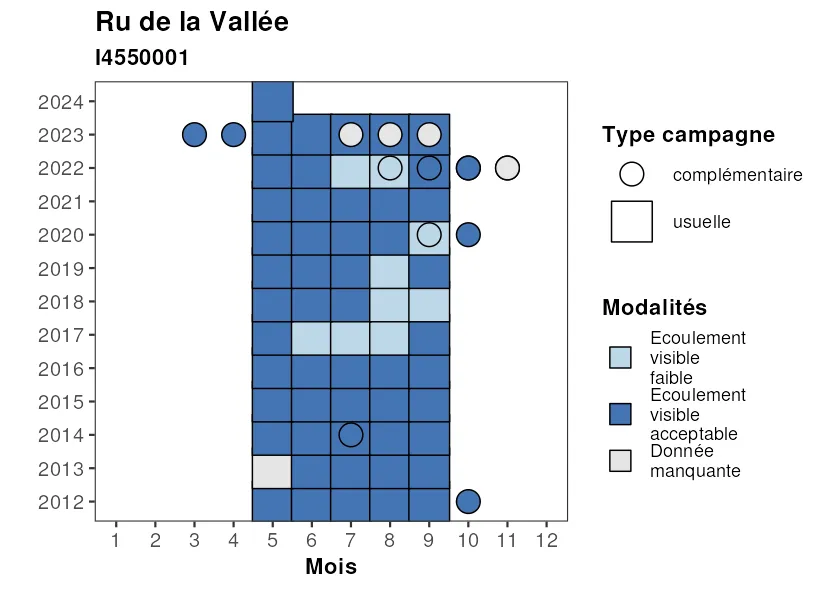 Ru de la Vallée
I4550001
2024
2023
2022
2021
2020
2019
2018
2017
2016
2015
2014
2013
2012
1 2 3 4 5 6 7 8 9 10 11 12
Mois
Type campagne
complémentaire
usuelle
Modalités
Ecoulement
visible
faible
Ecoulement
visible
acceptable
Donnée
manquante